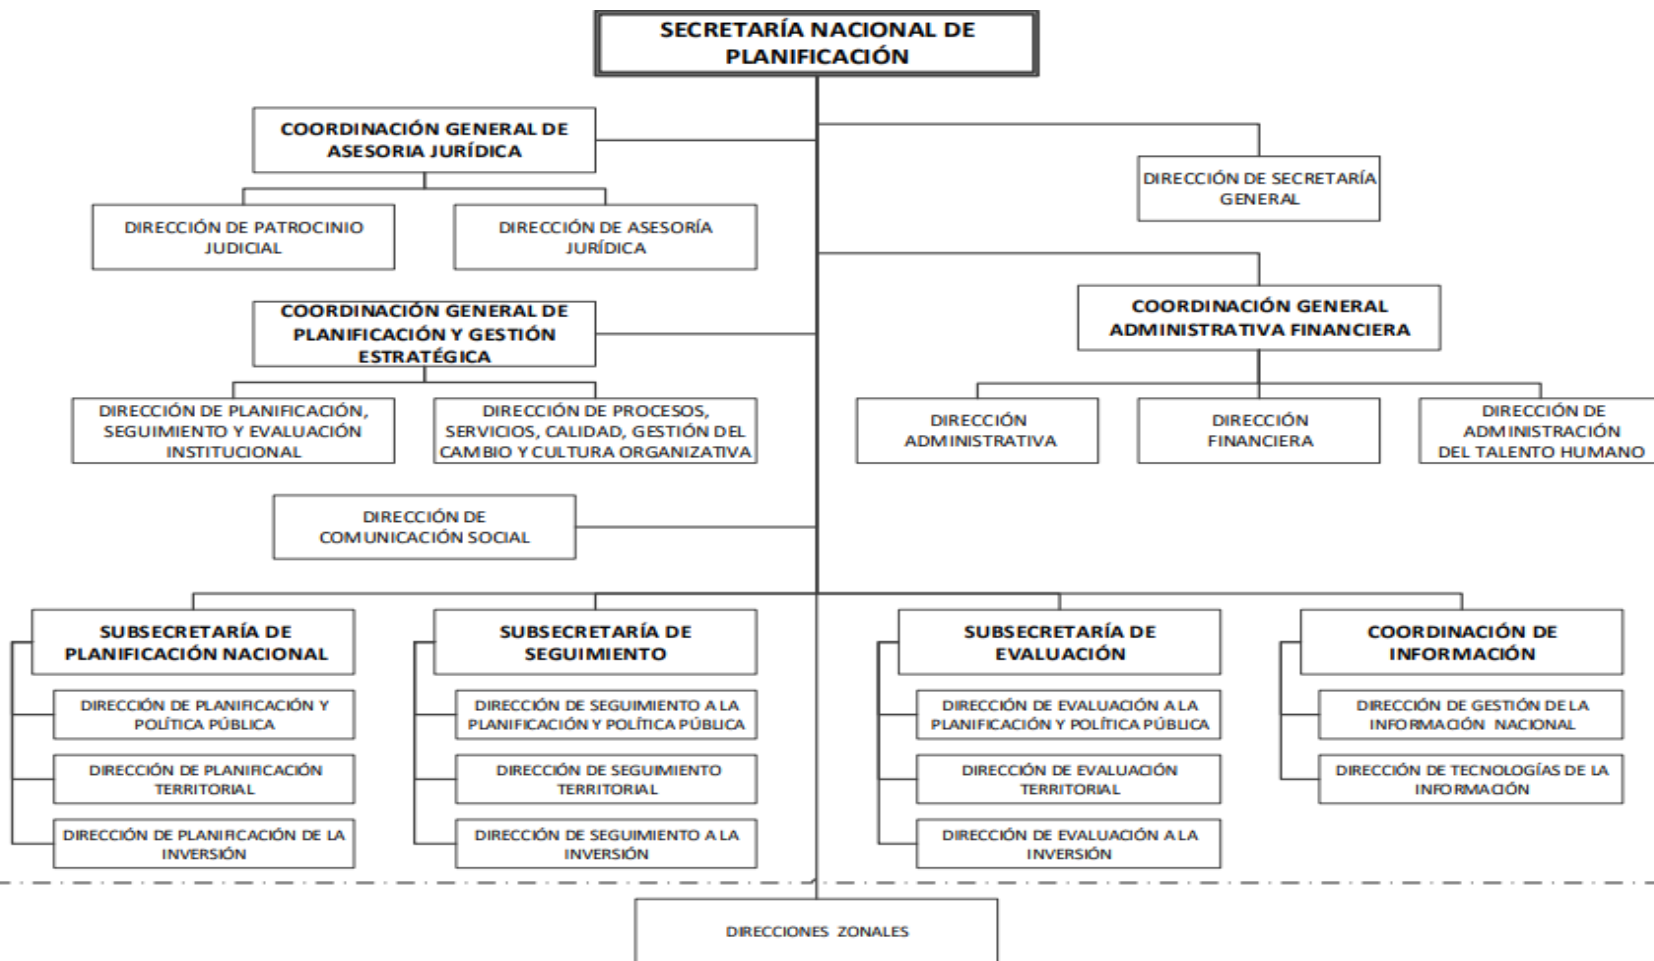 SECRETARÍA NACIONAL DE
PLANIFICACIÓN
COORDINACIÓN GENERAL DE
ASESORIA JURÍDICA
DIRECCIÓN DE SECRETARÍA
GENERAL
DIRECCIÓN DE PATROCINIO
JUDICIAL
DIRECCIÓN DE ASESORÍA
JURÍDICA
COORDINACIÓN GENERAL DE
PLANIFICACIÓN Y GESTIÓN
ESTRATÉGICA
COORDINACIÓN GENERAL
ADMINISTRATIVA FINANCIERA
DIRECCIÓN DE PLANIFICACIÓN,
SEGUIMIENTO Y EVALUACIÓN
INSTITUCIONAL
DIRECCIÓN DE PROCESOS,
SERVICIOS, CALIDAD, GESTIÓN DEL
CAMBIO Y CULTURA ORGANIZATIVA
DIRECCIÓN
ADMINISTRATIVA
DIRECCIÓN
FINANCIERA
DIRECCIÓN DE
ADMINISTRACIÓN
DEL TALENTO HUMANO
DIRECCIÓN DE
COMUNICACIÓN SOCIAL
SUBSECRETARÍA DE
PLANIFICACIÓN NACIONAL
DIRECCIÓN DE PLANIFICACIÓN Y
POLÍTICA PÚBLICA
DIRECCIÓN DE PLANIFICACIÓN
TERRITORIAL
DIRECCIÓN DE PLANIFICACIÓN DE LA
INVERSIÓN
SUBSECRETARÍA DE
SEGUIMIENTO
DIRECCIÓN DE SEGUIMIENTO A LA
PLANIFICACIÓN Y POLÍTICA PÚBLICA
DIRECCIÓN DE SEGUIMIENTO
TERRITORIAL
DIRECCIÓN DE SEGUIMIENTO A LA
INVERSIÓN
SUBSECRETARÍA DE
EVALUACIÓN
DIRECCIÓN DE EVALUACIÓN A LA
PLANIFICACIÓN Y POLÍTICA PÚBLICA
DIRECCIÓN DE EVALUACIÓN
TERRITORIAL
DIRECCIÓN DE EVALUACIÓN A LA
INVERSIÓN
COORDINACIÓN DE
INFORMACIÓN
DIRECCIÓN DE GESTIÓN DE LA
INFORMACIÓN NACIONAL
DIRECCIÓN DE TECNOLOGÍAS DE LA
INFORMACIÓN
DIRECCIONES ZONALES